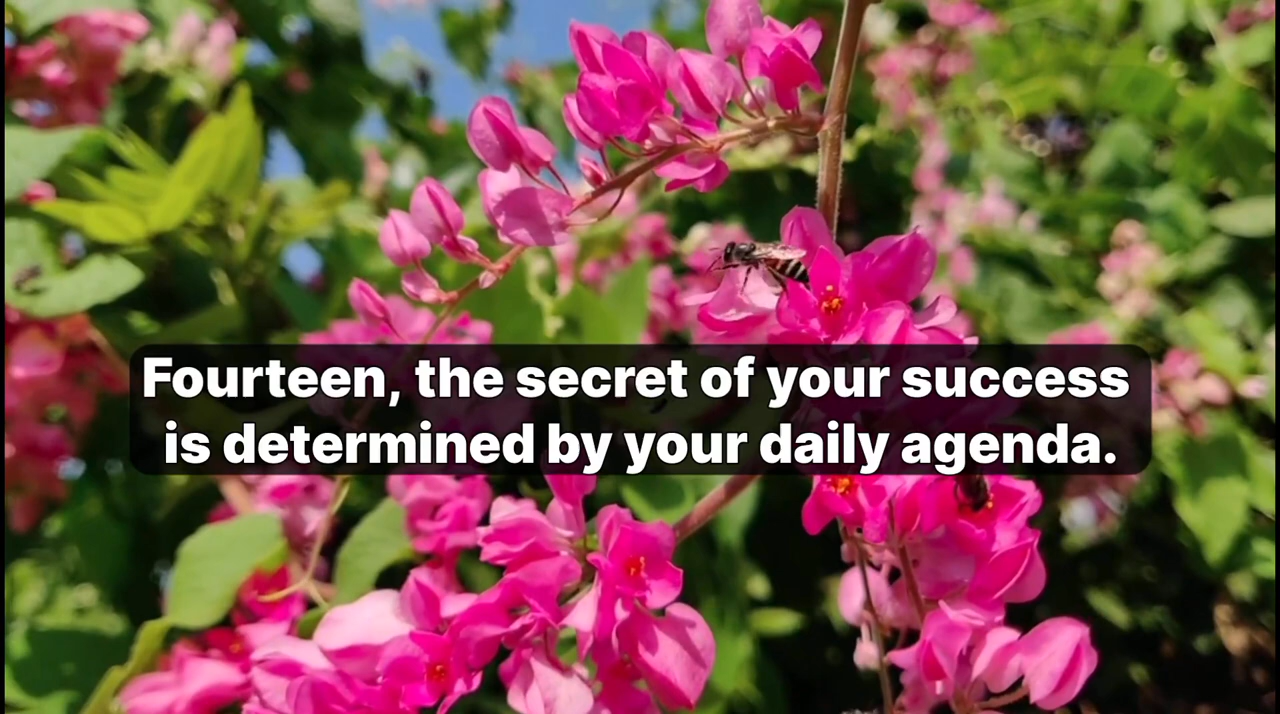 Fourteen, the secret of your success
is determined by your daily agenda.